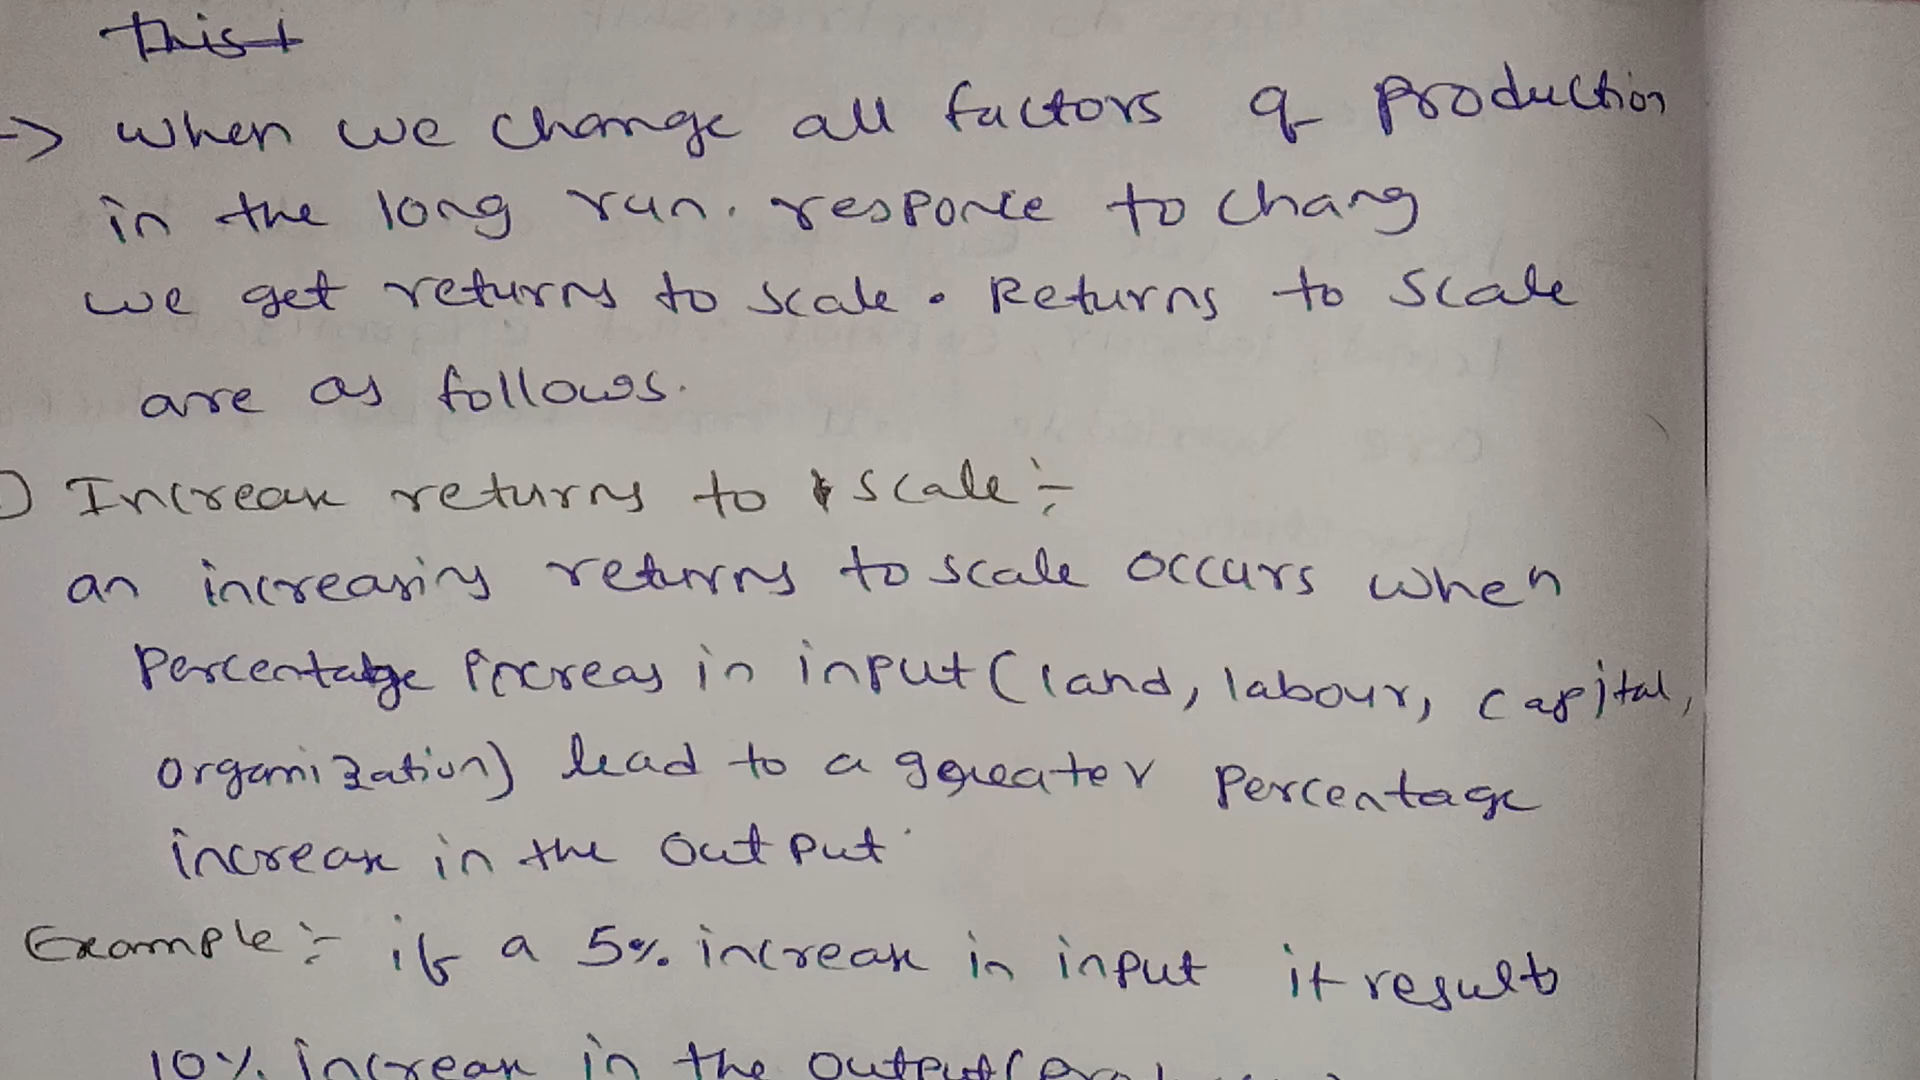 This
-> when we change all factors of production
in the long run. responce to chang
we get returns to scale. Returns to scale
are as follows.
) Increase returns to scale :-
an increasing returns to scale occurs when
percentage increas in input (land, labour, capital,
organization) lead to a greater percentage
increase in the output
Example :- if a 5% increase in input it results
10% increase in the output (